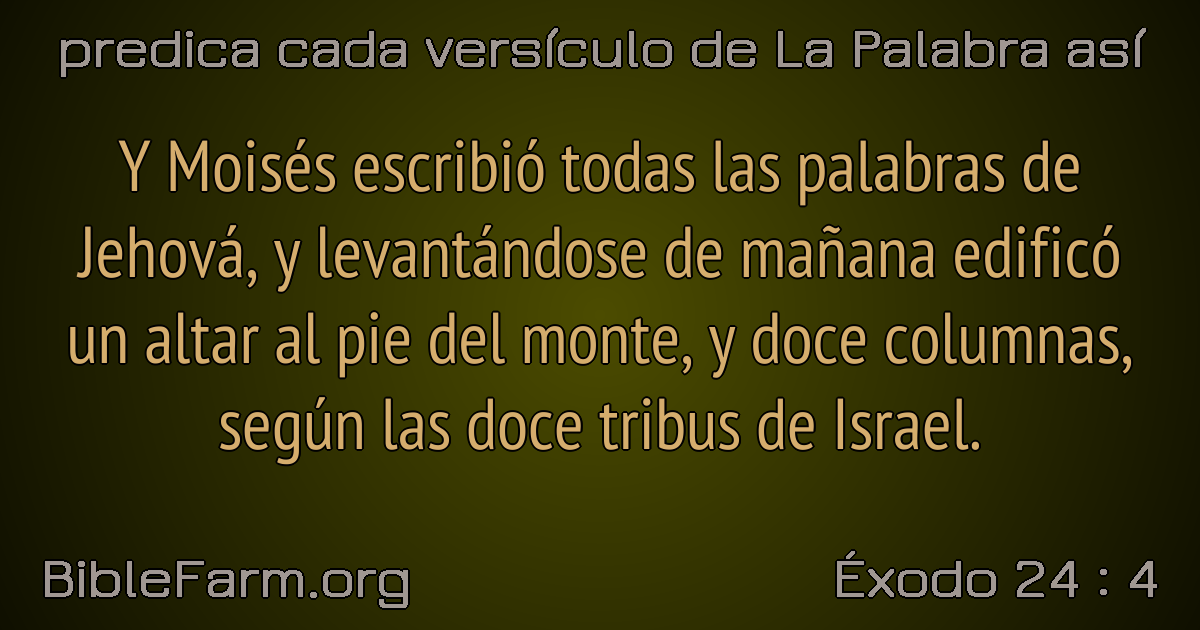 predica cada versículo de La Palabra así
Y Moisés escribió todas las palabras de
Jehová, y levantándose de mañana edificó
un altar al pie del monte, y doce columnas,
según las doce tribus de Israel.
BibleFarm.org
Éxodo 24 : 4